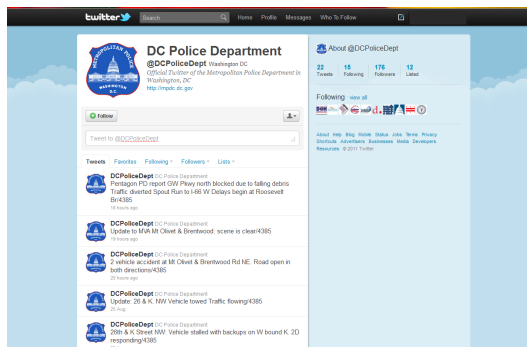 twitter
Search
Home Profile Messages Who To Follow
METROPOLITAN POLICE
WASHINGTON
D.C.
DC Police Department
@DCPoliceDept Washington DC
Official Twitter of the Metropolitan Police Department in
Washington, DC
http://mpdc.dc.gov
Follow
Tweet to @DCPoliceDept
Tweets Favorites Following Followers Lists
DCPoliceDept DC Police Department
Pentagon PD report GW Pkwy north blocked due to falling debris
Traffic diverted Spout Run to I-66 W Delays begin at Roosevelt
Br/4385
18 hours ago
DCPoliceDept DC Police Department
Update to MVA Mt Olivet & Brentwood: scene is clear/4385
19 hours ago
DCPoliceDept DC Police Department
2 vehicle accident at Mt Olivet & Brentwood Rd NE. Road open in
both directions/4385
20 hours ago
DCPoliceDept DC Police Department
Update: 26 & K. NW Vehicle towed Traffic flowing/4385
25 Aug
DCPoliceDept DC Police Department
26th & K Street NW: Vehicle stalled with backups on W bound K. 2D
responding/4385
About @DCPoliceDept
22 15 176 12
Tweets Following Followers Listed
Following view all
About Help Blog Mobile Status Jobs Terms Privacy
Shortcuts Advertisers Businesses Media Developers
Resources © 2011 Twitter